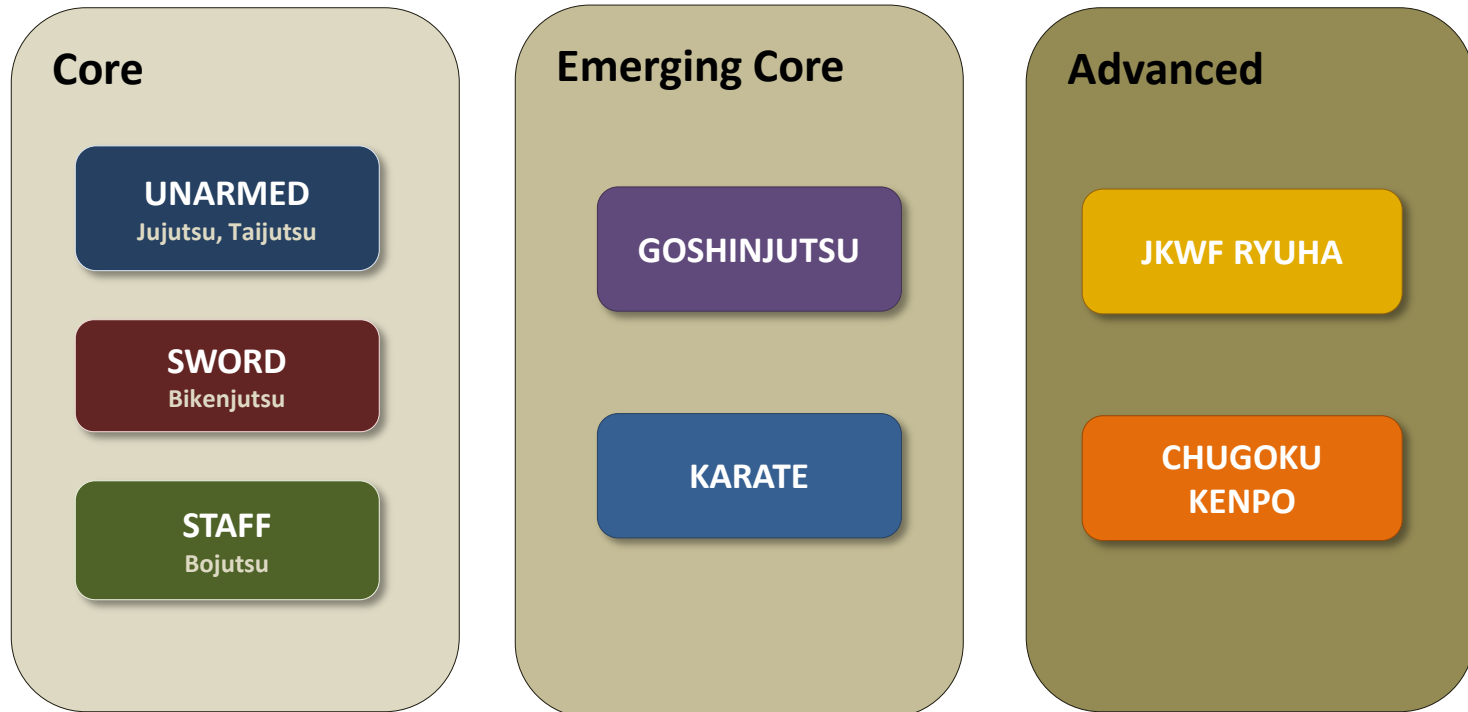 Core
UNARMED
Jujutsu, Taijutsu
SWORD
Bikenjutsu
STAFF
Bojutsu
Emerging Core
GOSHINJUTSU
KARATE
Advanced
JKWF RYUHA
CHUGOKU
KENPO